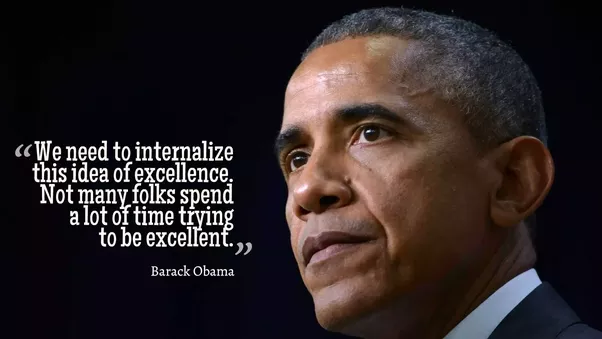 “We need to internalize
this idea of excellence.
Not many folks spend
a lot of time trying
to be excellent.”
Barack Obama